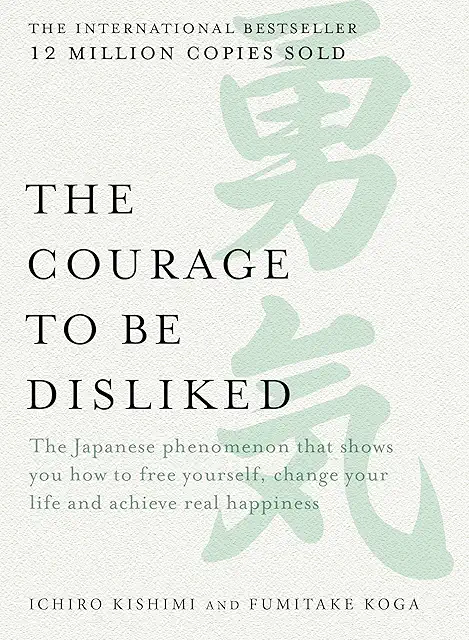 THE INTERNATIONAL BESTSELLER
12 MILLION COPIES SOLD
勇気
THE
COURAGE
TO BE
DISLIKED
The Japanese phenomenon that shows
you how to free yourself, change your
life and achieve real happiness
ICHIRO KISHIMI AND FUMITAKE KOGA